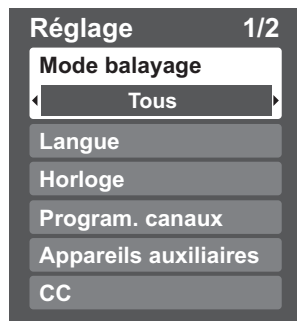 Réglage 1/2
Mode balayage
Tous
Langue
Horloge
Program. canaux
Appareils auxiliaires
CC